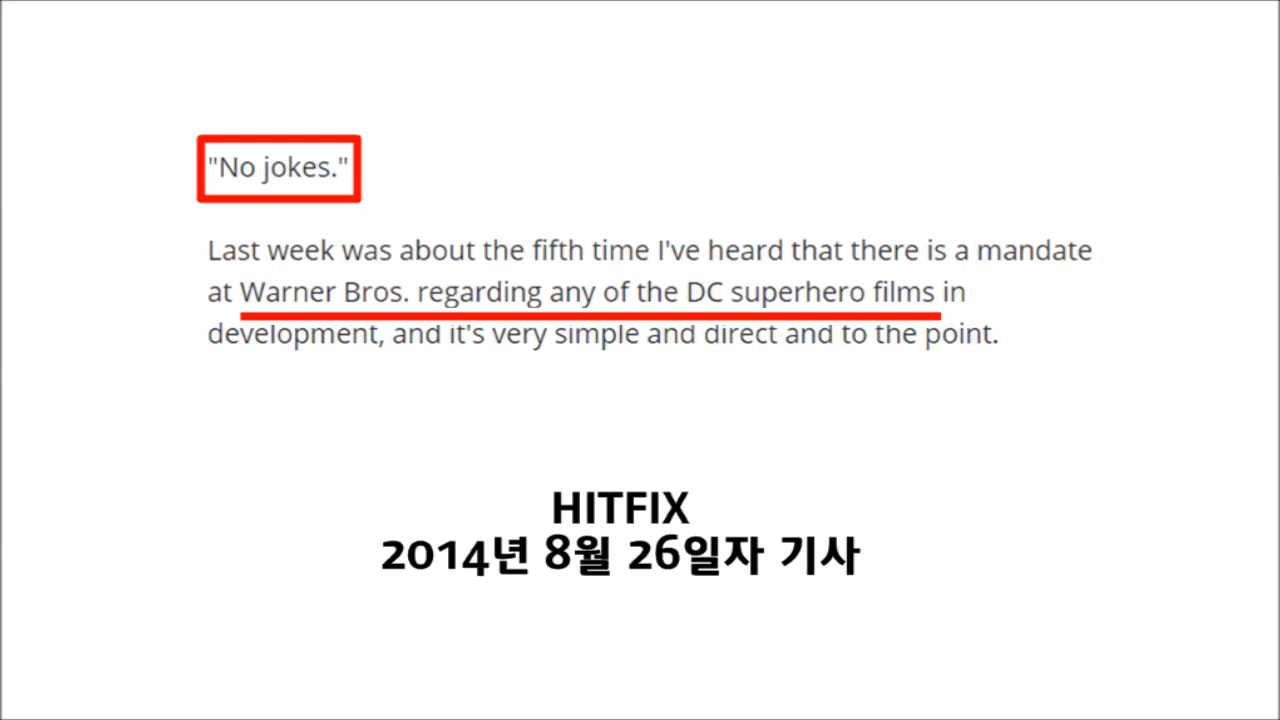 "No jokes."
Last week was about the fifth time I've heard that there is a mandate
at Warner Bros. regarding any of the DC superhero films in
development, and it's very simple and direct and to the point.
HITFIX
2014년 8월 26일자 기사